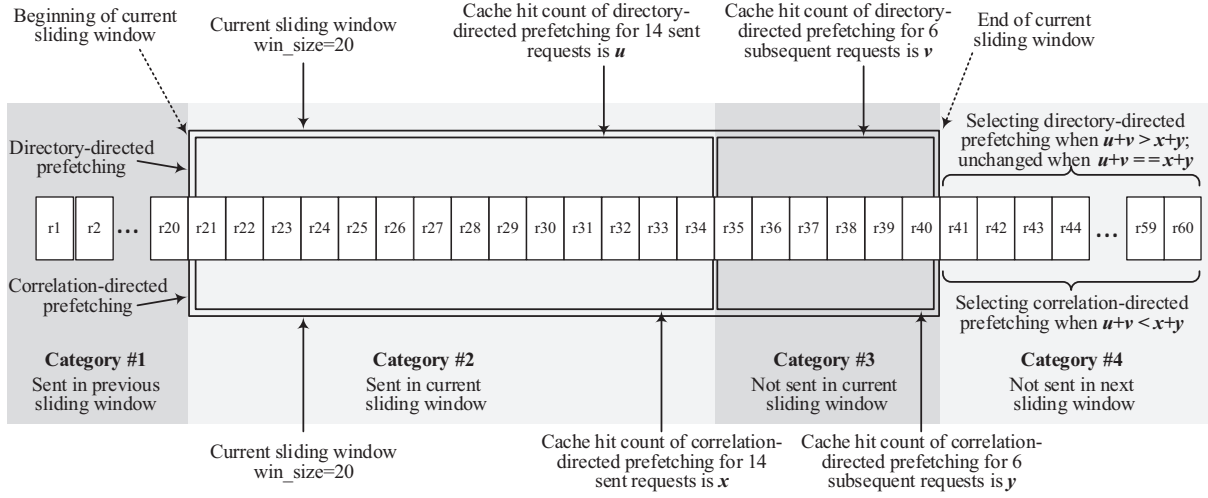 Beginning of current
sliding window
Current sliding window
win_size=20
Cache hit count of directory-
directed prefetching for 14 sent
requests is u
Cache hit count of directory-
directed prefetching for 6
subsequent requests is v
End of current
sliding window
Directory-directed
prefetching
Selecting directory-directed
prefetching when u+v > x+y;
unchanged when u+v == x+y
r1 r2 ... r20 r21 r22 r23 r24 r25 r26 r27 r28 r29 r30 r31 r32 r33 r34 r35 r36 r37 r38 r39 r40 r41 r42 r43 r44 ... r59 r60
Correlation-directed
prefetching
Selecting correlation-directed
prefetching when u+v < x+y
Category #1
Sent in previous
sliding window
Category #2
Sent in current
sliding window
Category #3
Not sent in current
sliding window
Category #4
Not sent in next
sliding window
Current sliding window
win_size=20
Cache hit count of correlation-
directed prefetching for 14
sent requests is x
Cache hit count of correlation-
directed prefetching for 6
subsequent requests is y